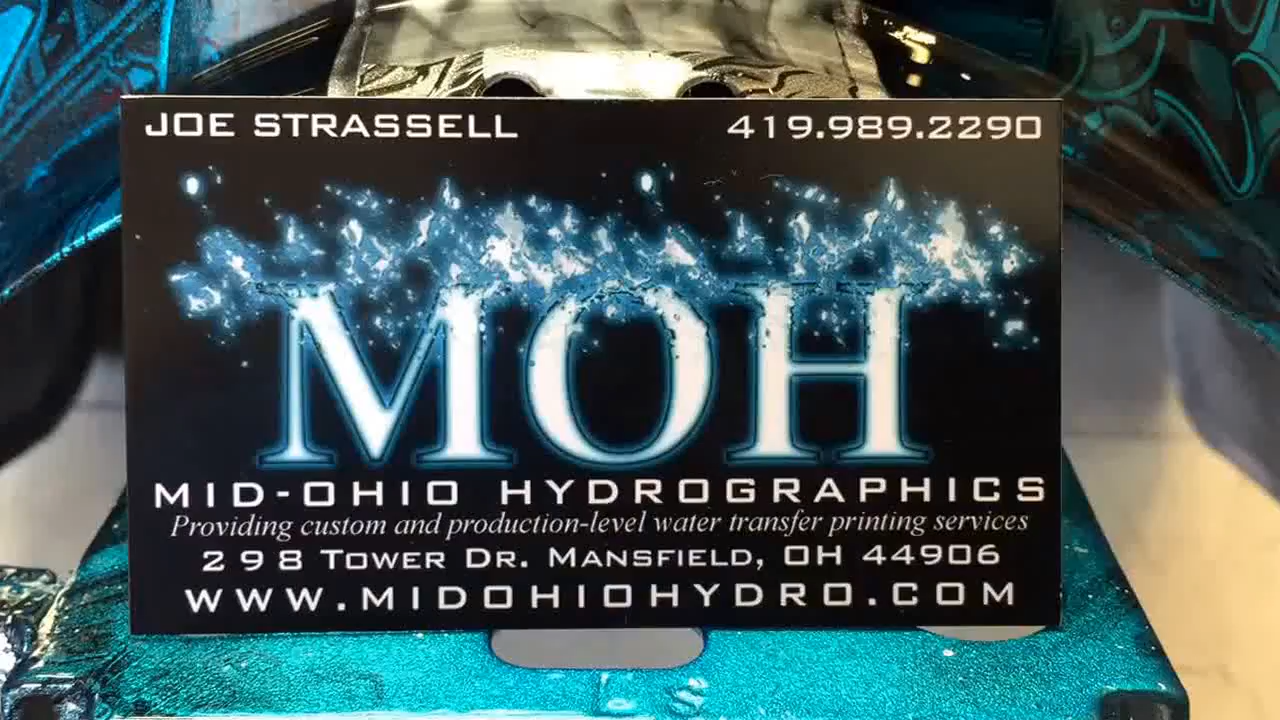 JOE STRASSELL 419.989.2290
MOH
MID-OHIO HYDROGRAPHICS
Providing custom and production-level water transfer printing services
298 TOWER DR. MANSFIELD, OH 44906
WWW.MIDOHIOHYDRO.COM